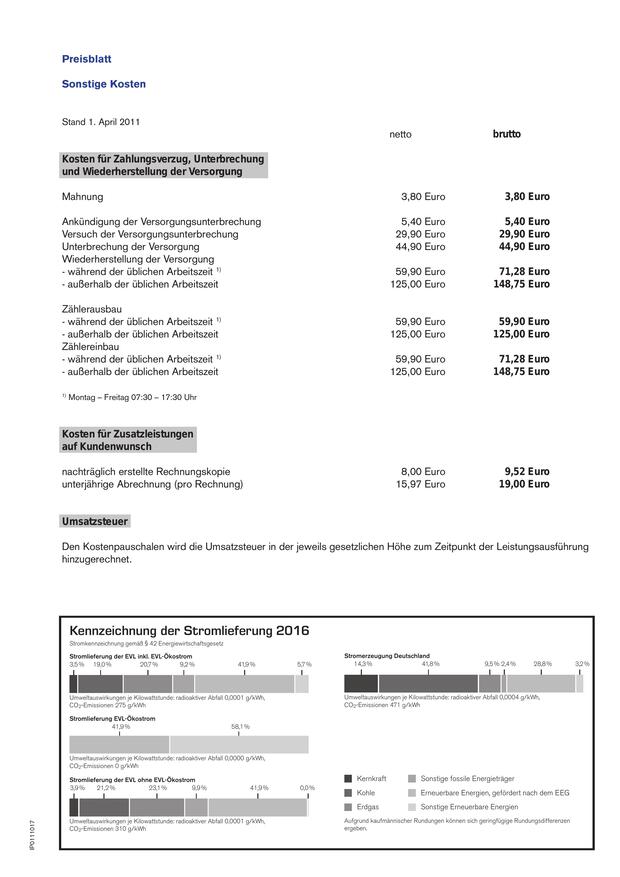 Preisblatt
Sonstige Kosten
Stand 1. April 2011
netto brutto
Kosten für Zahlungsverzug, Unterbrechung
und Wiederherstellung der Versorgung
Mahnung 3,80 Euro 3,80 Euro
Ankündigung der Versorgungsunterbrechung 5,40 Euro 5,40 Euro
Versuch der Versorgungsunterbrechung 29,90 Euro 29,90 Euro
Unterbrechung der Versorgung 44,90 Euro 44,90 Euro
Wiederherstellung der Versorgung
- während der üblichen Arbeitszeit 1) 59,90 Euro 71,28 Euro
- außerhalb der üblichen Arbeitszeit 125,00 Euro 148,75 Euro
Zählerausbau
- während der üblichen Arbeitszeit 1) 59,90 Euro 59,90 Euro
- außerhalb der üblichen Arbeitszeit 125,00 Euro 125,00 Euro
Zählereinbau
- während der üblichen Arbeitszeit 1) 59,90 Euro 71,28 Euro
- außerhalb der üblichen Arbeitszeit 125,00 Euro 148,75 Euro
1) Montag – Freitag 07:30 – 17:30 Uhr
Kosten für Zusatzleistungen
auf Kundenwunsch
nachträglich erstellte Rechnungskopie 8,00 Euro 9,52 Euro
unterjährige Abrechnung (pro Rechnung) 15,97 Euro 19,00 Euro
Umsatzsteuer
Den Kostenpauschalen wird die Umsatzsteuer in der jeweils gesetzlichen Höhe zum Zeitpunkt der Leistungsausführung
hinzugerechnet.
Kennzeichnung der Stromlieferung 2016
Stromkennzeichnung gemäß § 42 Energiewirtschaftsgesetz
Stromlieferung der EVL inkl. EVL-Ökostrom
3,5% 19,0% 20,7% 9,2% 41,9% 5,7%
Umweltauswirkungen je Kilowattstunde: radioaktiver Abfall 0,0001 g/kWh,
CO2-Emissionen 275 g/kWh
Stromlieferung EVL-Ökostrom
41,9% 58,1%
Umweltauswirkungen je Kilowattstunde: radioaktiver Abfall 0,0000 g/kWh,
CO2-Emissionen 0 g/kWh
Stromlieferung der EVL ohne EVL-Ökostrom
3,9% 21,2% 23,1% 9,9% 41,9% 0,0%
Umweltauswirkungen je Kilowattstunde: radioaktiver Abfall 0,0001 g/kWh,
CO2-Emissionen 310 g/kWh
Stromerzeugung Deutschland
14,3% 41,8% 9,5% 2,4% 28,8% 3,2%
Umweltauswirkungen je Kilowattstunde: radioaktiver Abfall 0,0004 g/kWh,
CO2-Emissionen 471 g/kWh
Kernkraft Sonstige fossile Energieträger
Kohle Erneuerbare Energien, gefördert nach dem EEG
Erdgas Sonstige Erneuerbare Energien
Aufgrund kaufmännischer Rundungen können sich geringfügige Rundungsdifferenzen
ergeben.
IP0111017